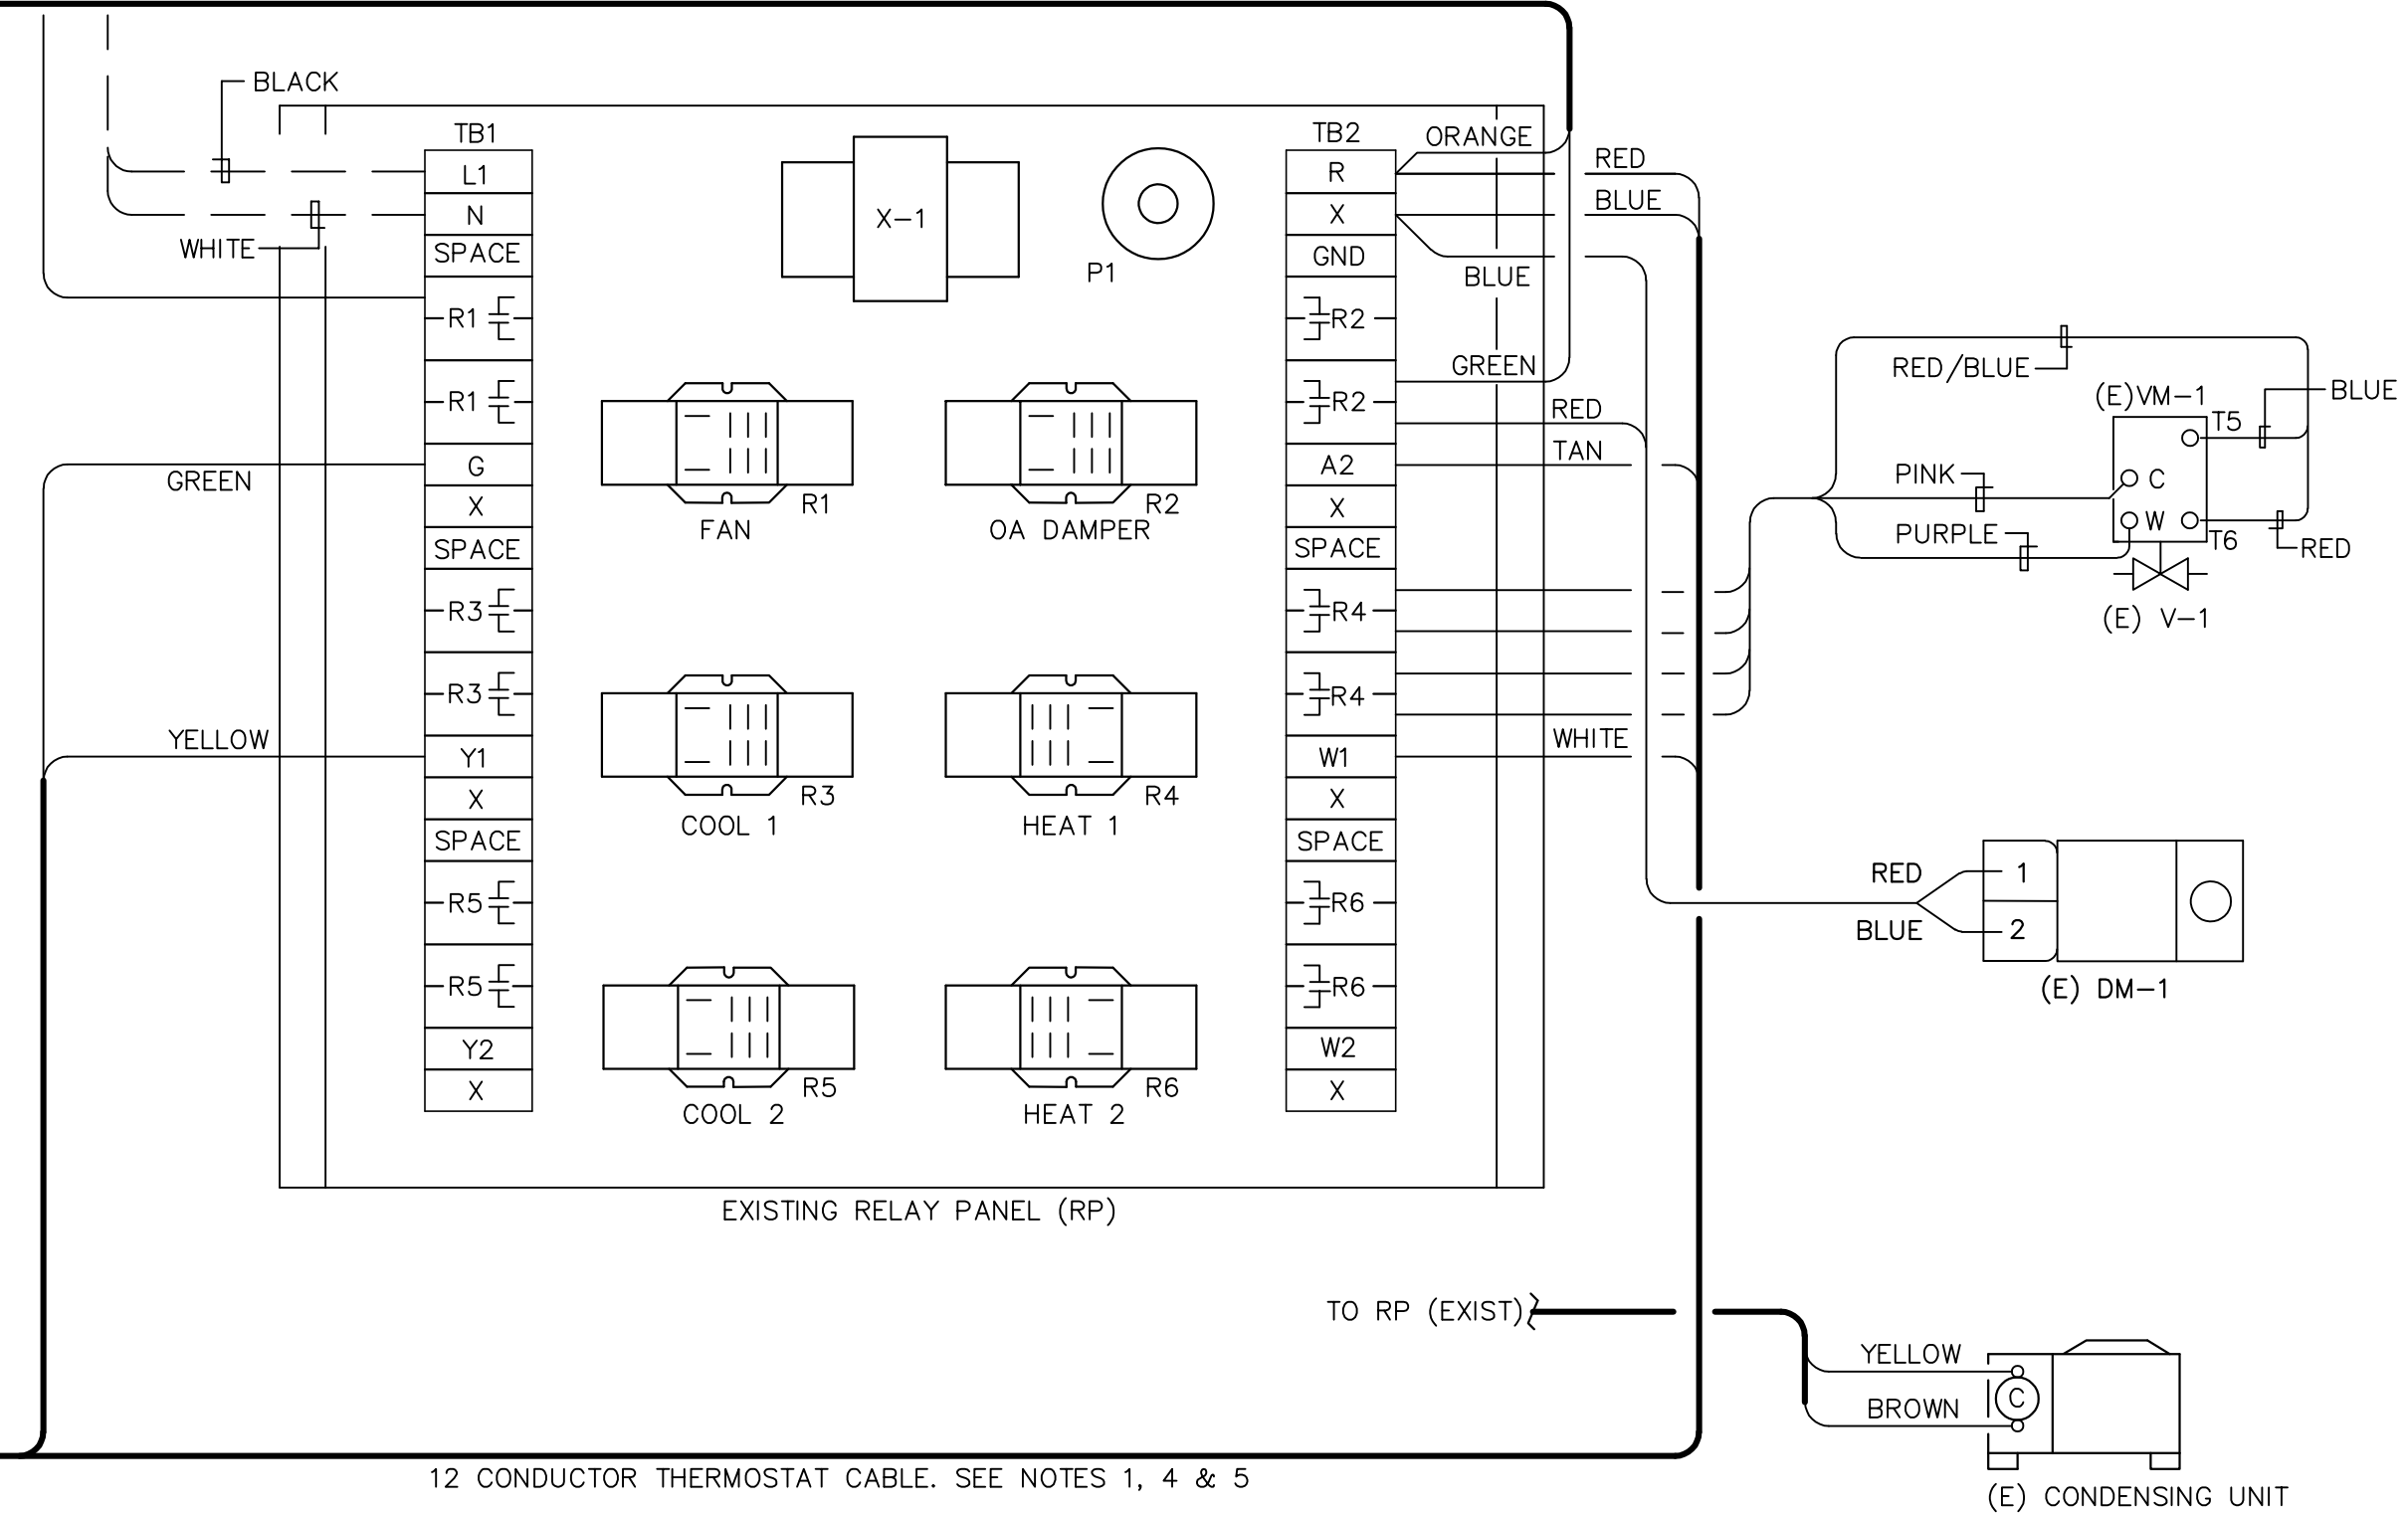 BLACK
WHITE
GREEN
YELLOW
TB1
L1
N
SPACE
R1
R1
G
X
SPACE
R3
R3
Y1
X
SPACE
R5
R5
Y2
X
X-1
P1
R1
FAN
R2
OA DAMPER
R3
COOL 1
R4
HEAT 1
R5
COOL 2
R6
HEAT 2
TB2
R
X
GND
R2
R2
A2
X
SPACE
R4
R4
W1
X
SPACE
R6
R6
W2
X
ORANGE
RED
BLUE
BLUE
GREEN
RED
TAN
WHITE
RED/BLUE
BLUE
(E)VM-1
T5
PINK
C
PURPLE
W
T6
RED
(E) V-1
RED
1
BLUE
2
(E) DM-1
EXISTING RELAY PANEL (RP)
TO RP (EXIST)
YELLOW
C
BROWN
(E) CONDENSING UNIT
12 CONDUCTOR THERMOSTAT CABLE. SEE NOTES 1, 4 & 5